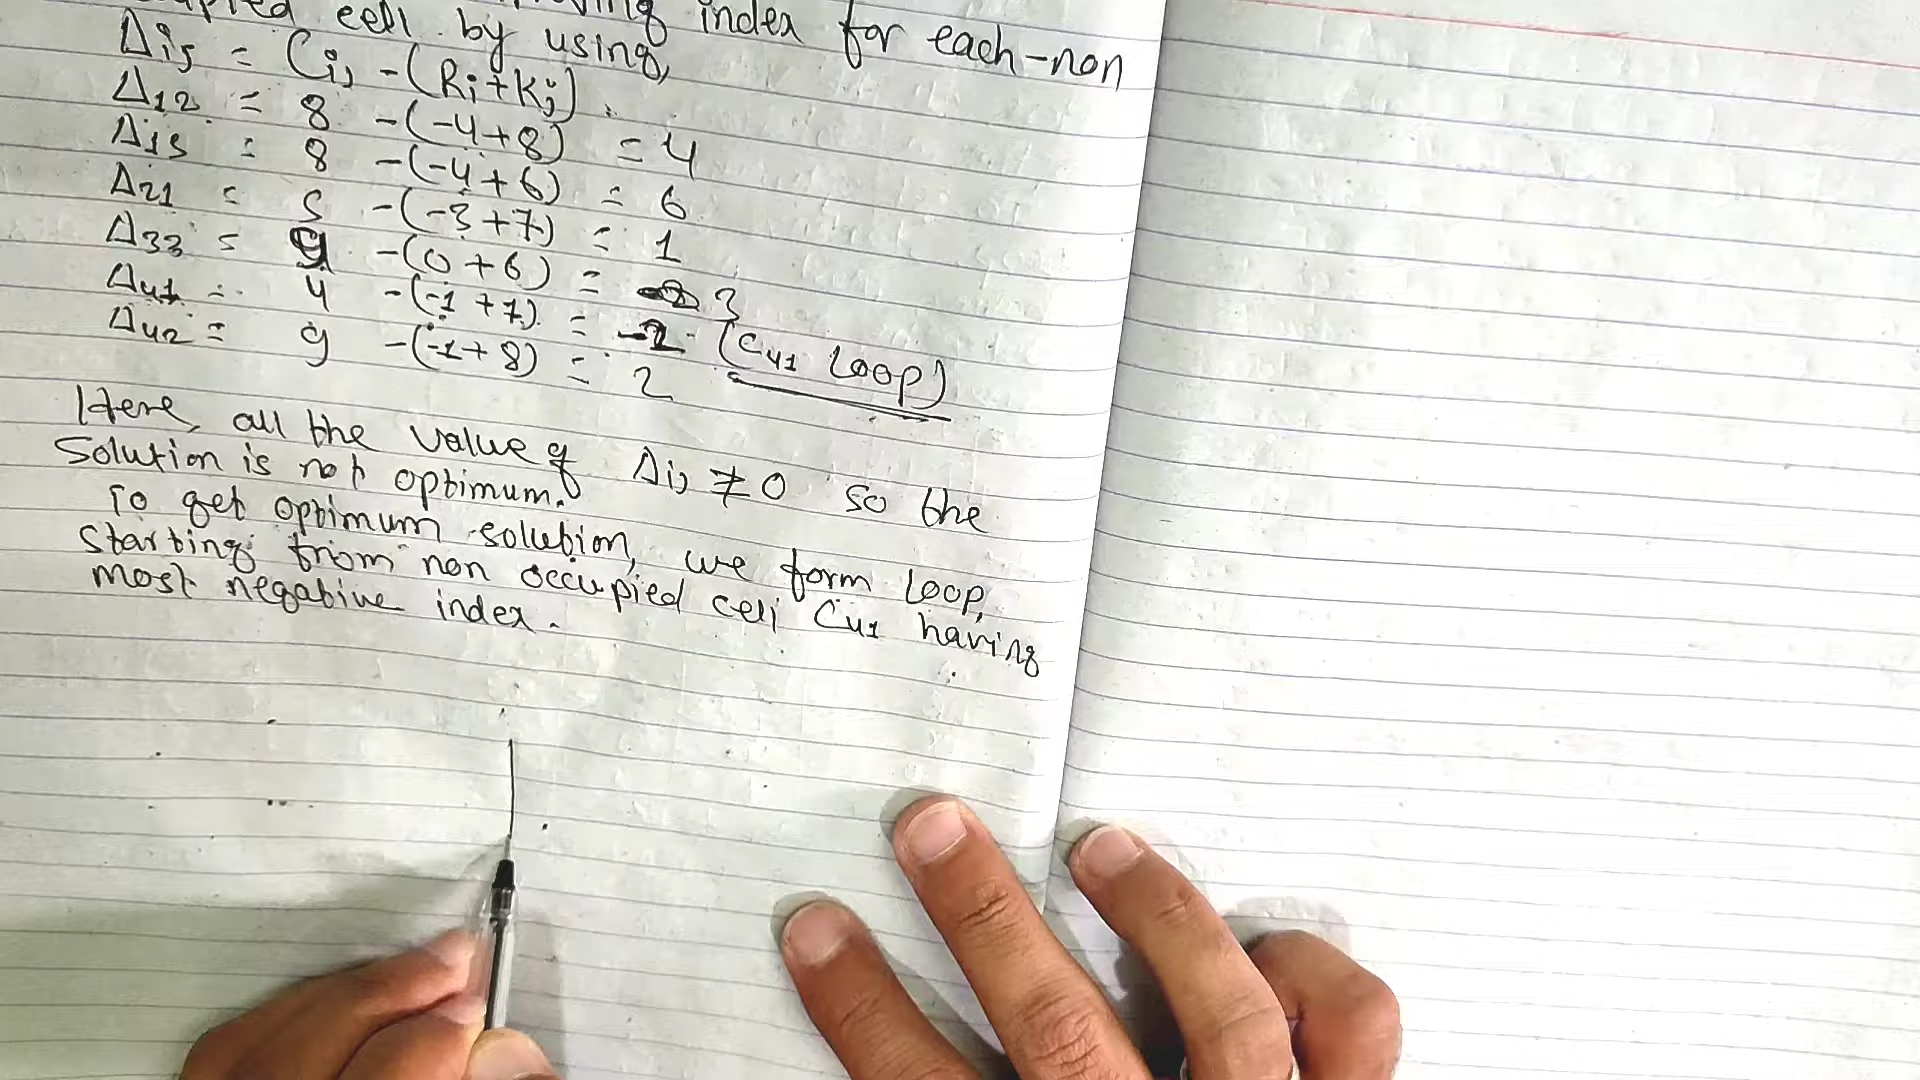 cell by using, index for each-non
Δij = Cij -(Ri+Kj).
Δ12 = 8 -(-4+8) = 4
Δ13 = 8 -(-4+6) = 6
Δ21 = 5 -(-3+7) = 1
Δ33 = 9 -(0+6) = 3
Δ41 = 4 -(-1+7) = -2 (C41 Loop)
Δ42 = 9 -(-1+8) = 2
Here, all the value of Δij ≠ 0 so the
Solution is not optimum.
To get optimum solution, we form Loop,
starting from non occupied cell C41 having
most negative index.